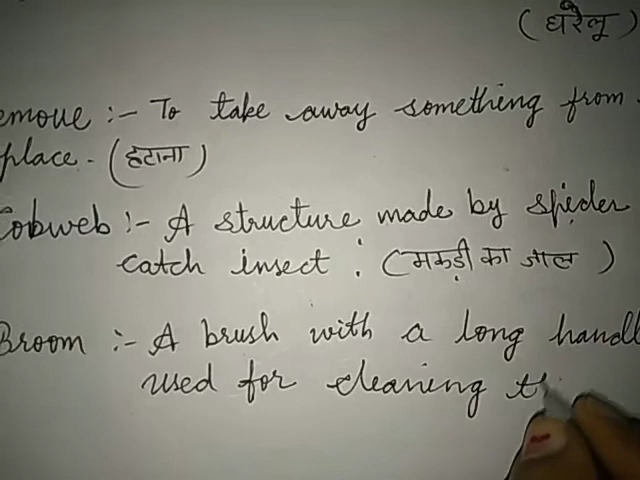 (घरेलू)
emove :- To take away something from
place. (हटाना)
Cobweb :- A structure made by spider
catch insect : (मकड़ी का जाल)
Broom :- A brush with a long handl
used for cleaning t